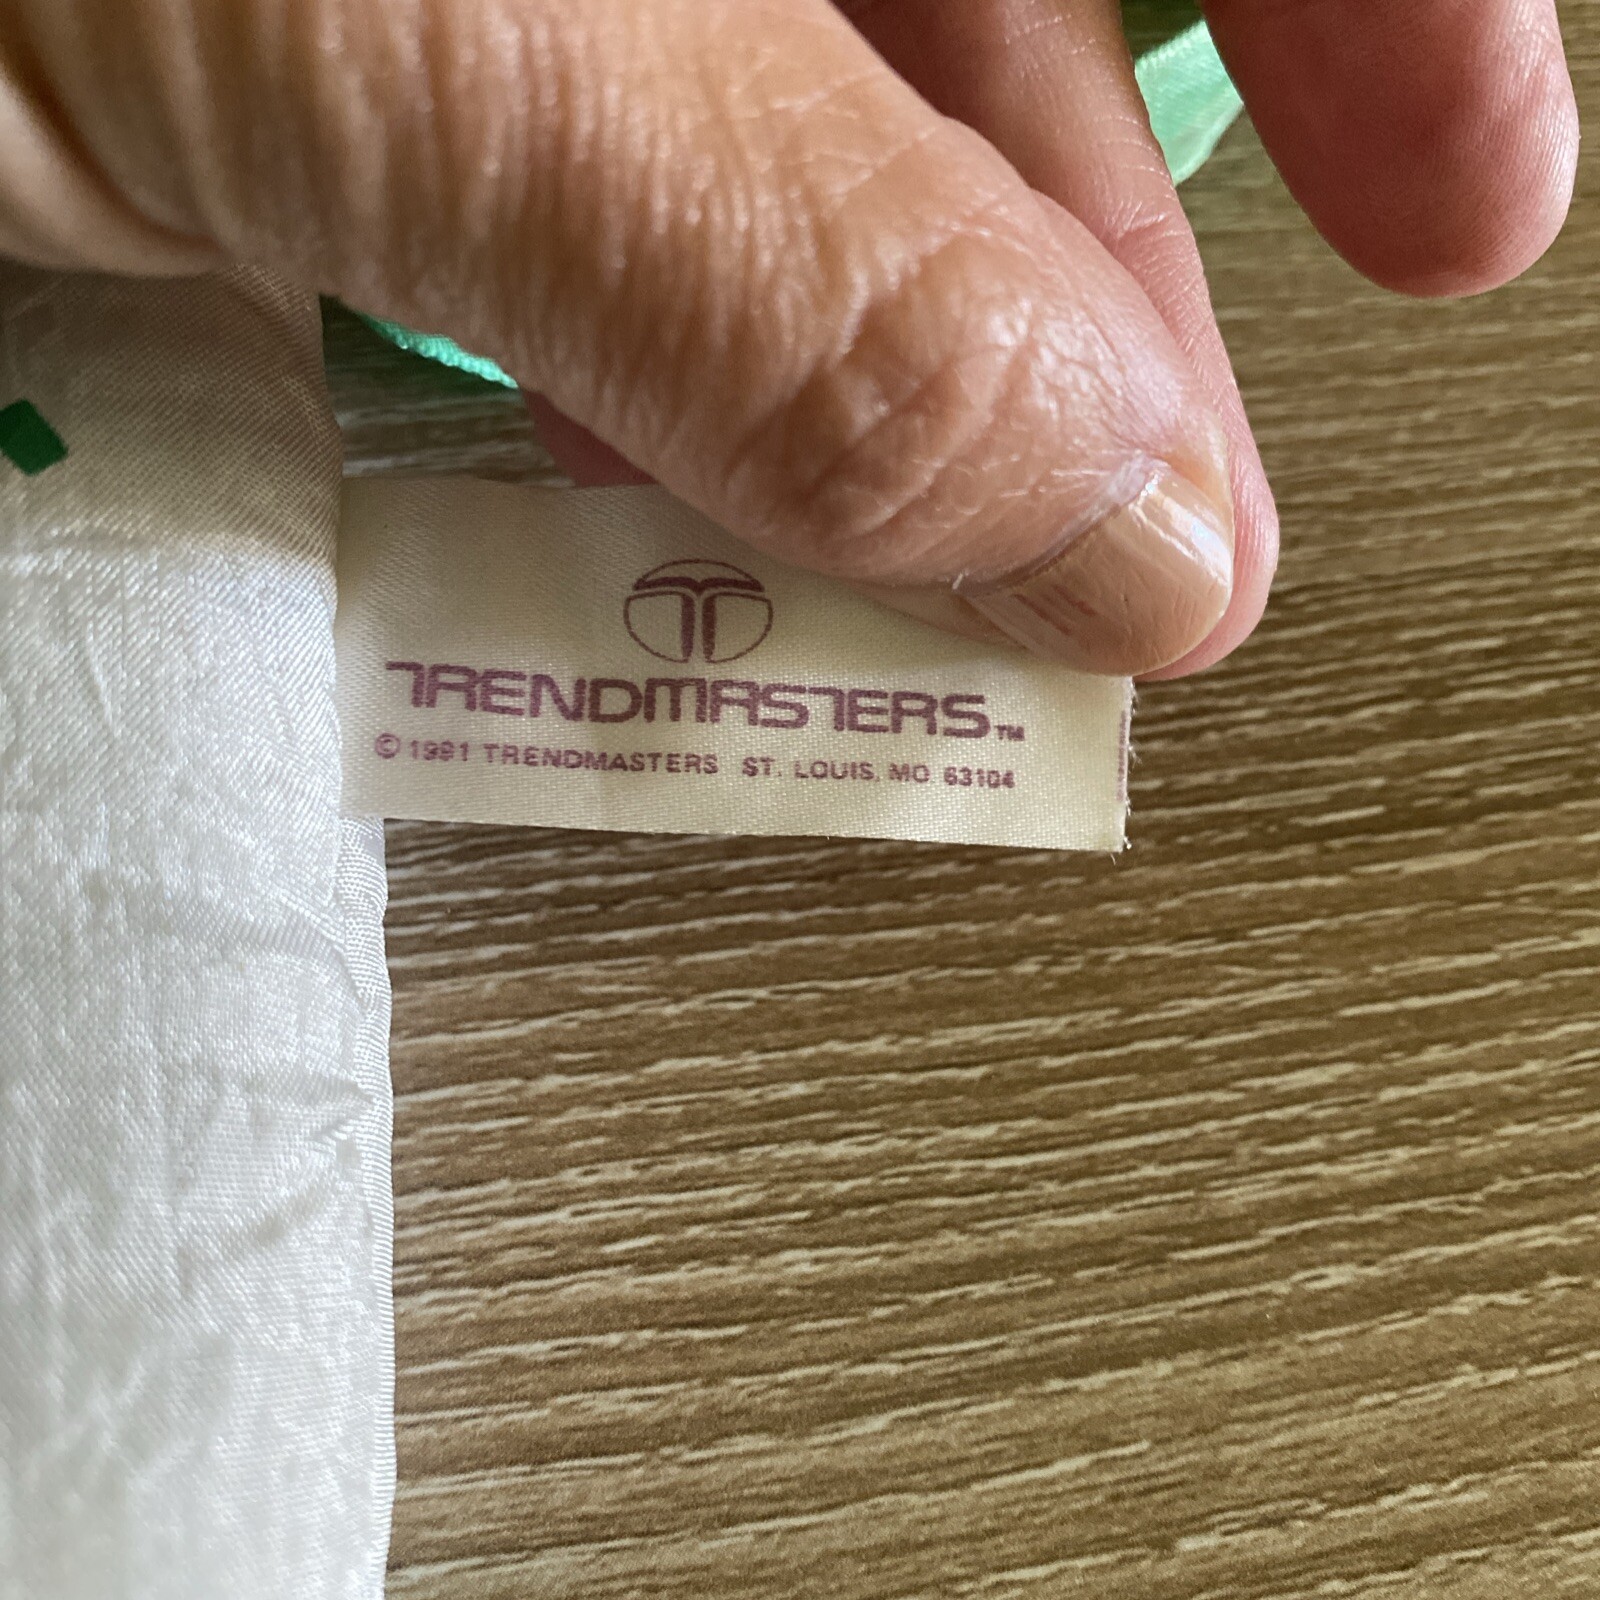 TRENDMASTERS™
© 1991 TRENDMASTERS ST. LOUIS, MO 63104